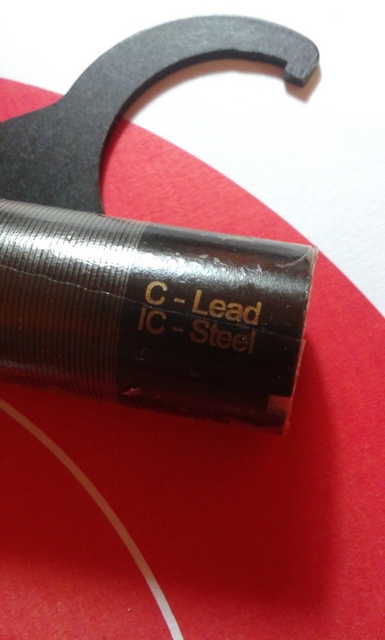 C - Lead
IC - Steel